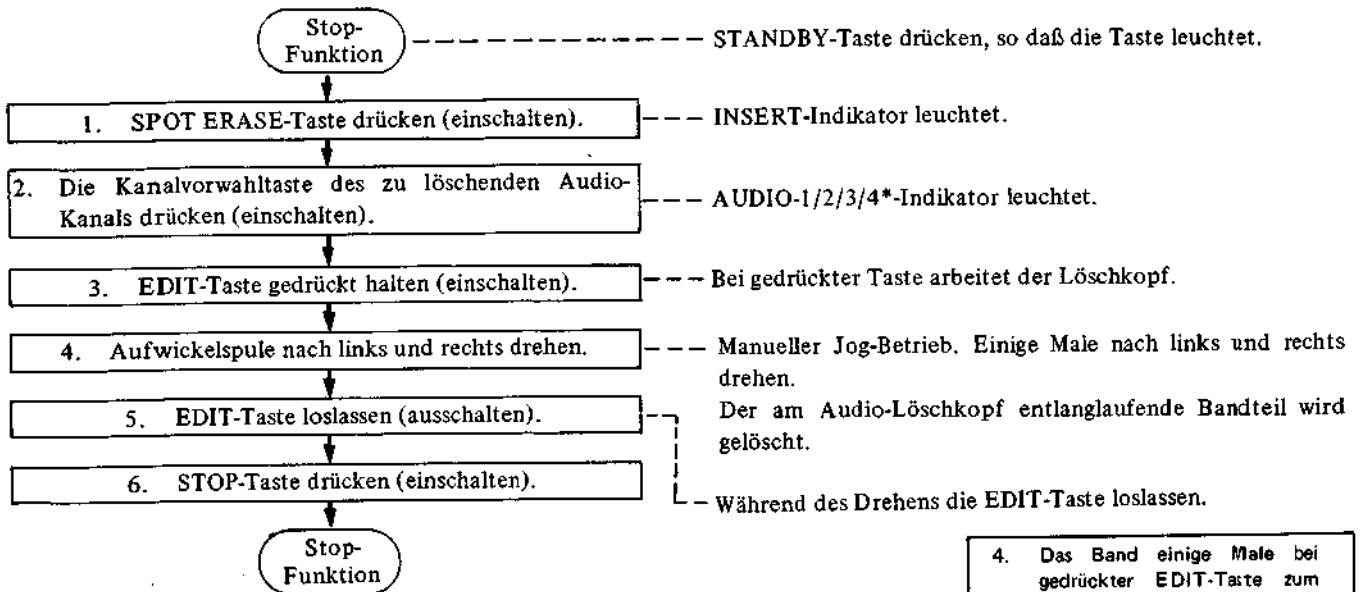 Stop-
Funktion
STANDBY-Taste drücken, so daß die Taste leuchtet.
1. SPOT ERASE-Taste drücken (einschalten).
INSERT-Indikator leuchtet.
2. Die Kanalvorwahltaste des zu löschenden Audio-
Kanals drücken (einschalten).
AUDIO-1/2/3/4*-Indikator leuchtet.
3. EDIT-Taste gedrückt halten (einschalten).
Bei gedrückter Taste arbeitet der Löschkopf.
4. Aufwickelspule nach links und rechts drehen.
Manueller Jog-Betrieb. Einige Male nach links und rechts
drehen.
Der am Audio-Löschkopf entlanglaufende Bandteil wird
gelöscht.
5. EDIT-Taste loslassen (ausschalten).
Während des Drehens die EDIT-Taste loslassen.
6. STOP-Taste drücken (einschalten).
Stop-
Funktion
4. Das Band einige Male bei
gedrückter EDIT-Taste zum